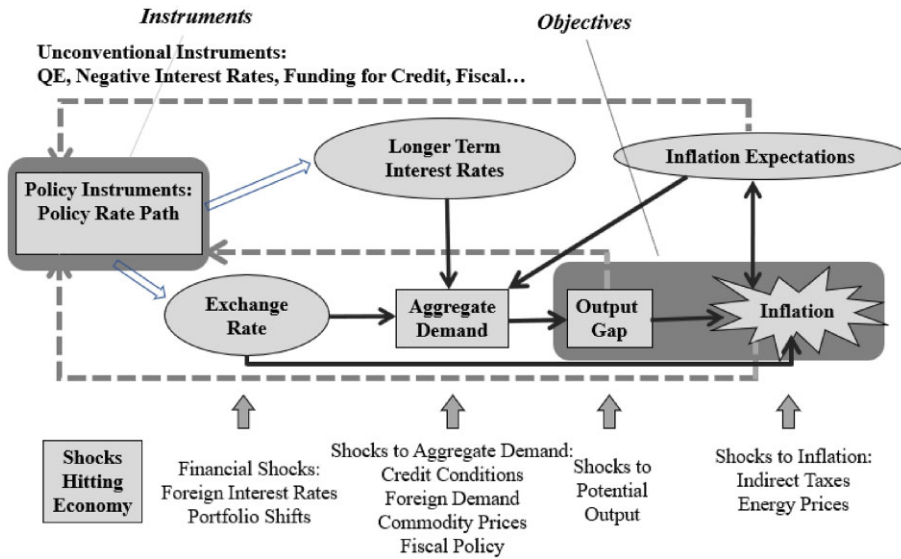 Instruments
Objectives
Unconventional Instruments:
QE, Negative Interest Rates, Funding for Credit, Fiscal…
Longer Term
Interest Rates
Inflation Expectations
Policy Instruments:
Policy Rate Path
Exchange
Rate
Aggregate
Demand
Output
Gap
Inflation
Shocks
Hitting
Economy
Financial Shocks:
Foreign Interest Rates
Portfolio Shifts
Shocks to Aggregate Demand:
Credit Conditions
Foreign Demand
Commodity Prices
Fiscal Policy
Shocks to
Potential
Output
Shocks to Inflation:
Indirect Taxes
Energy Prices